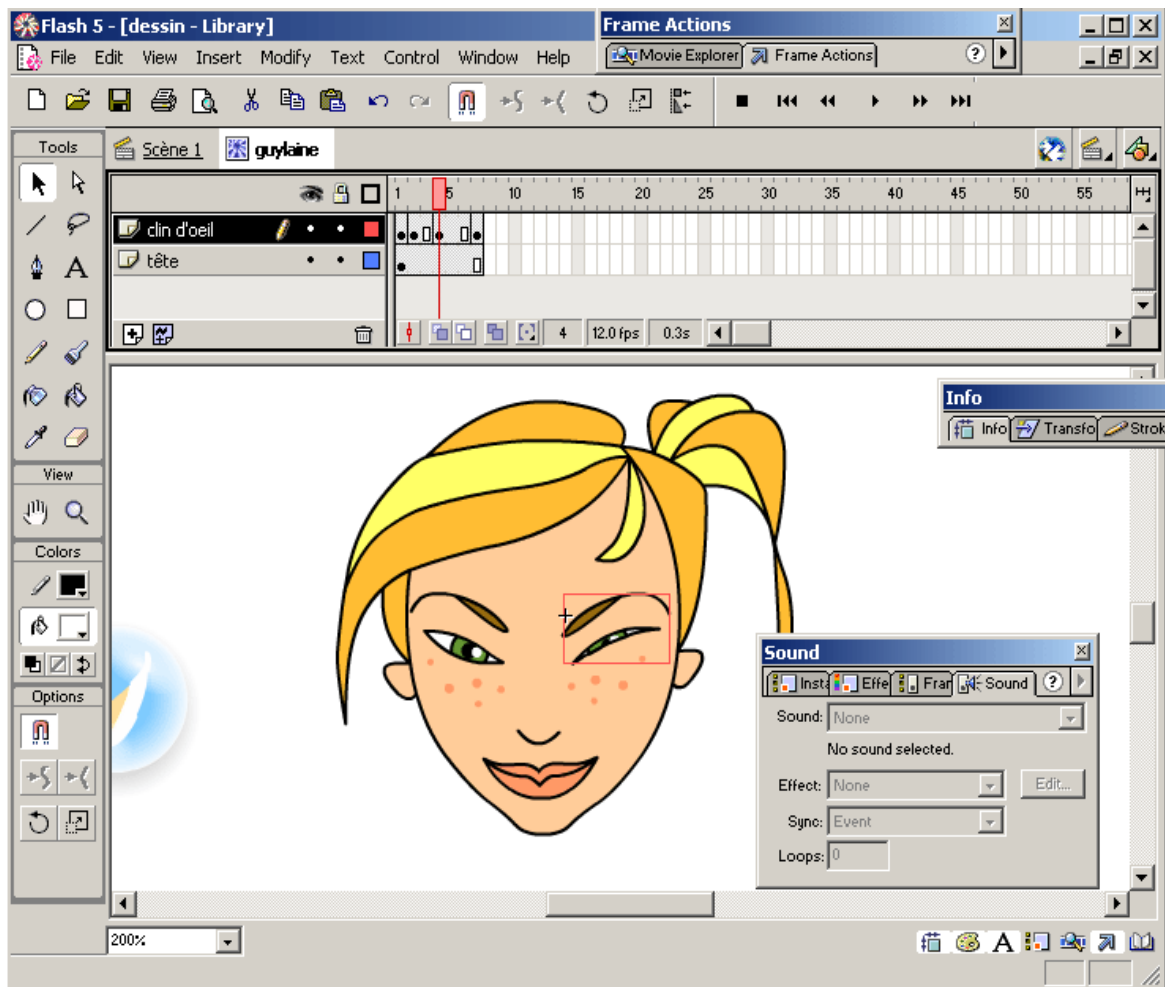 Flash 5 - [dessin - Library]
Frame Actions
File Edit View Insert Modify Text Control Window Help
Movie Explorer Frame Actions ?
Tools
Scène 1 guylaine
1 5 10 15 20 25 30 35 40 45 50 55
clin d'oeil
tête
4 12.0 fps 0.3s
View
Colors
Options
Info
Info Transfo Strok
Sound
Insta Effe Frar Sound ?
Sound: None
No sound selected.
Effect: None Edit...
Sync: Event
Loops: 0
200%